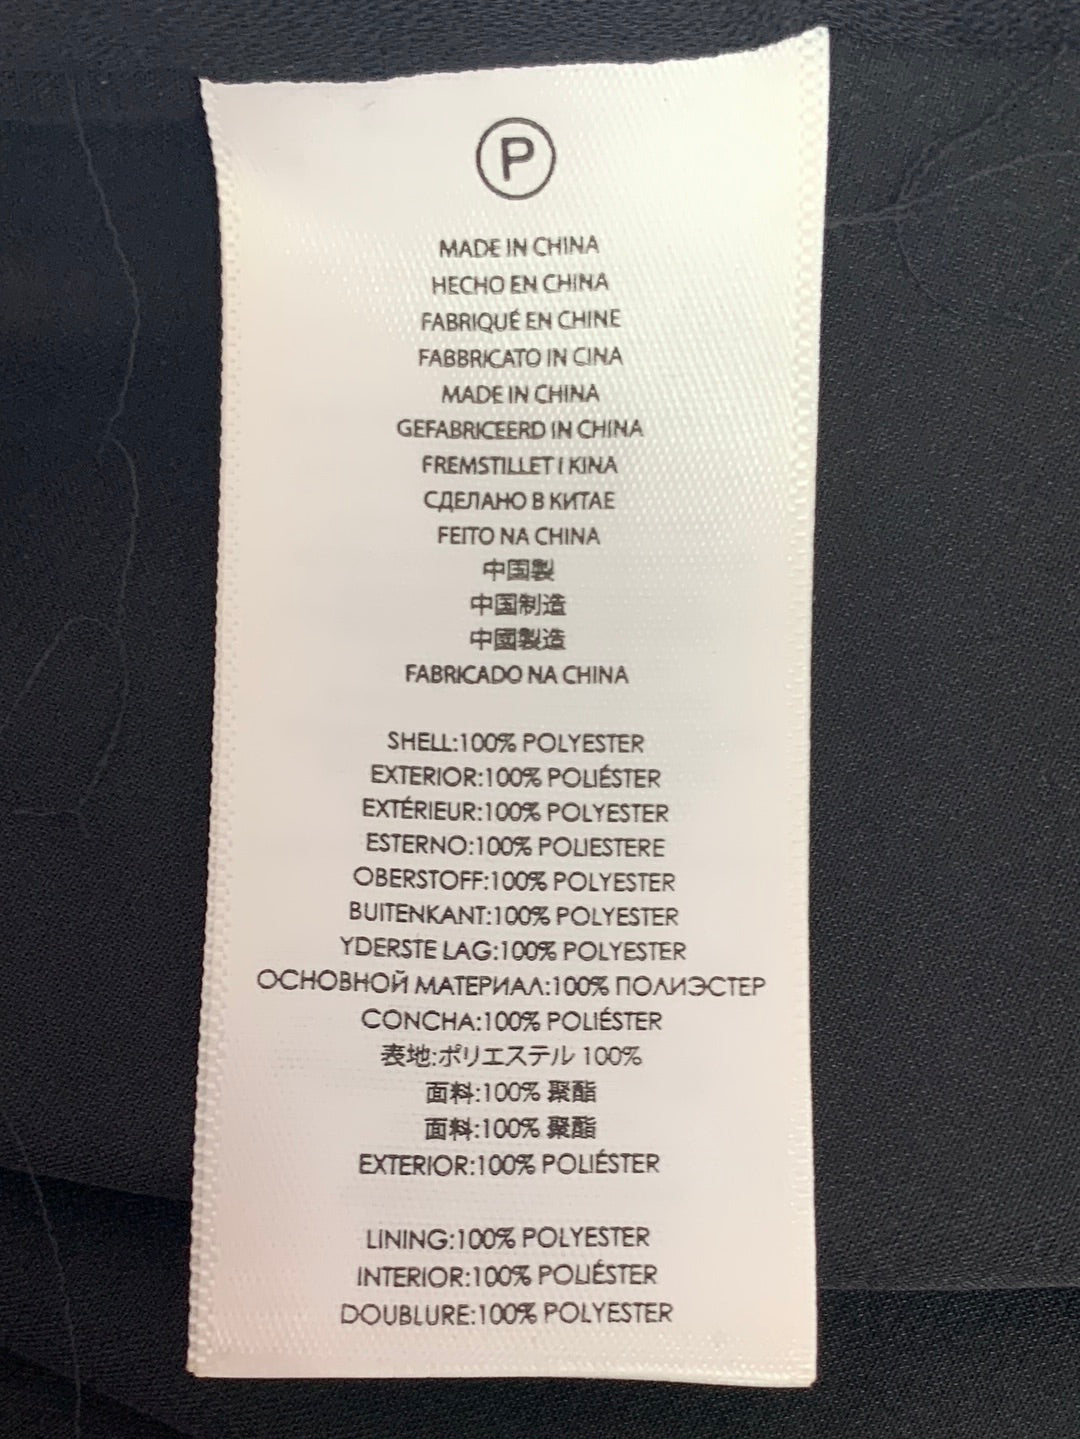 P
MADE IN CHINA
HECHO EN CHINA
FABRIQUÉ EN CHINE
FABBRICATO IN CINA
MADE IN CHINA
GEFABRICEERD IN CHINA
FREMSTILLET I KINA
СДЕЛАНО В КИТАЕ
FEITO NA CHINA
中国製
中国制造
中國製造
FABRICADO NA CHINA
SHELL:100% POLYESTER
EXTERIOR:100% POLIÉSTER
EXTÉRIEUR:100% POLYESTER
ESTERNO:100% POLIESTERE
OBERSTOFF:100% POLYESTER
BUITENKANT:100% POLYESTER
YDERSTE LAG:100% POLYESTER
ОСНОВНОЙ МАТЕРИАЛ:100% ПОЛИЭСТЕР
CONCHA:100% POLIÉSTER
表地:ポリエステル 100%
面料:100% 聚酯
面料:100% 聚酯
EXTERIOR:100% POLIÉSTER
LINING:100% POLYESTER
INTERIOR:100% POLIÉSTER
DOUBLURE:100% POLYESTER